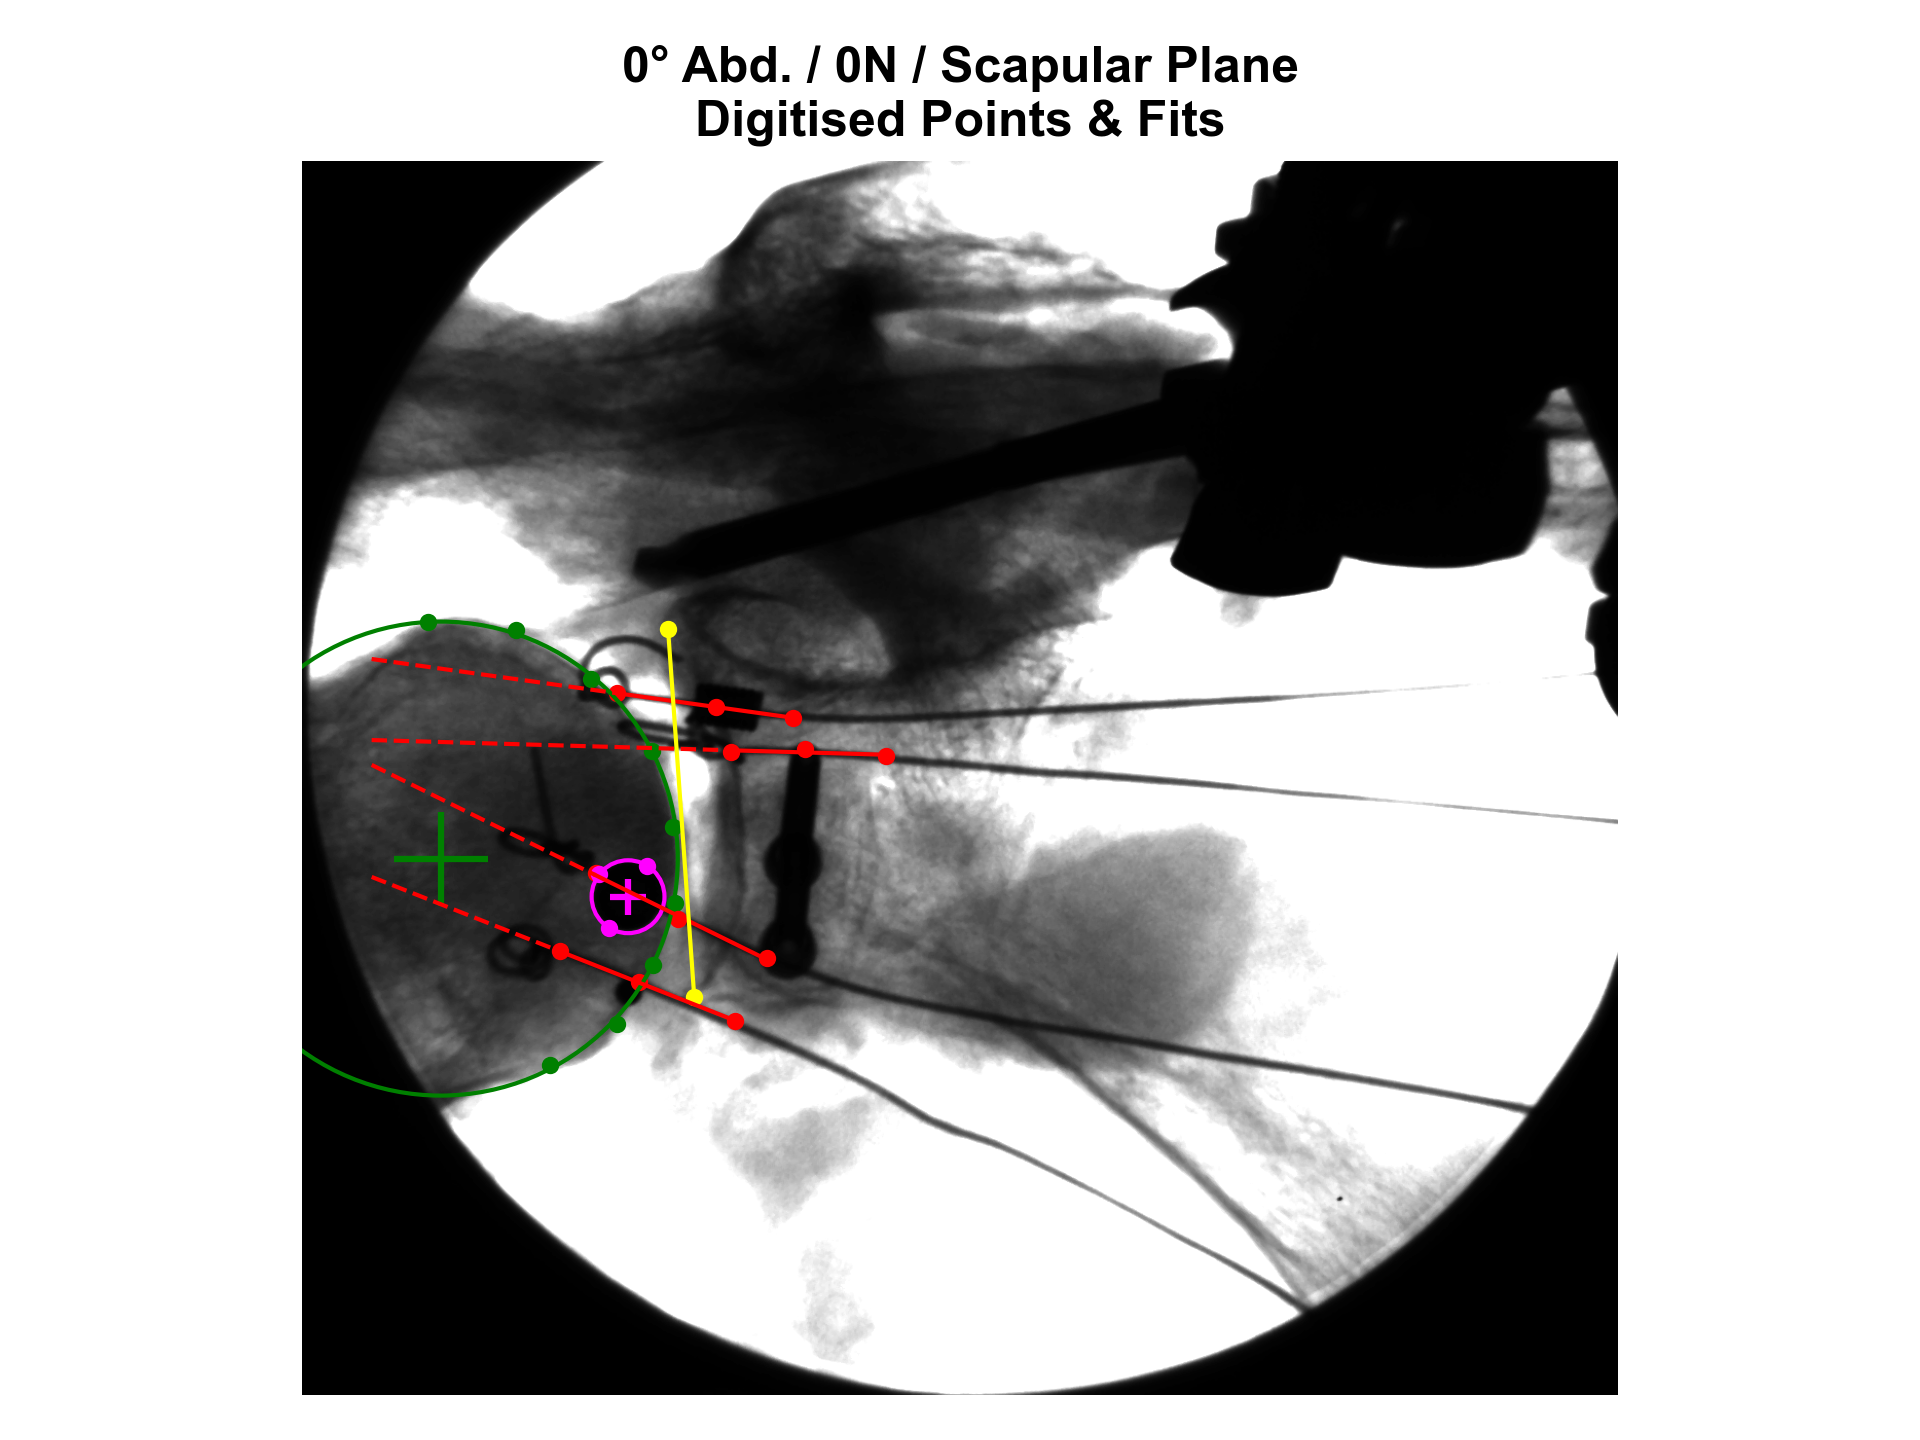 0° Abd. / 0N / Scapular Plane
Digitised Points & Fits